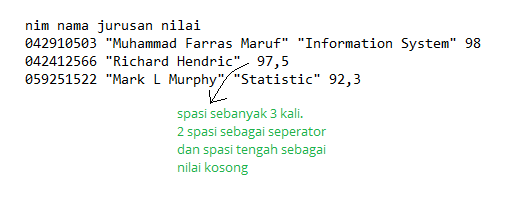 nim nama jurusan nilai
042910503 "Muhammad Farras Maruf" "Information System" 98
042412566 "Richard Hendric"   97,5
059251522 "Mark L Murphy" "Statistic" 92,3
spasi sebanyak 3 kali.
2 spasi sebagai seperator
dan spasi tengah sebagai
nilai kosong